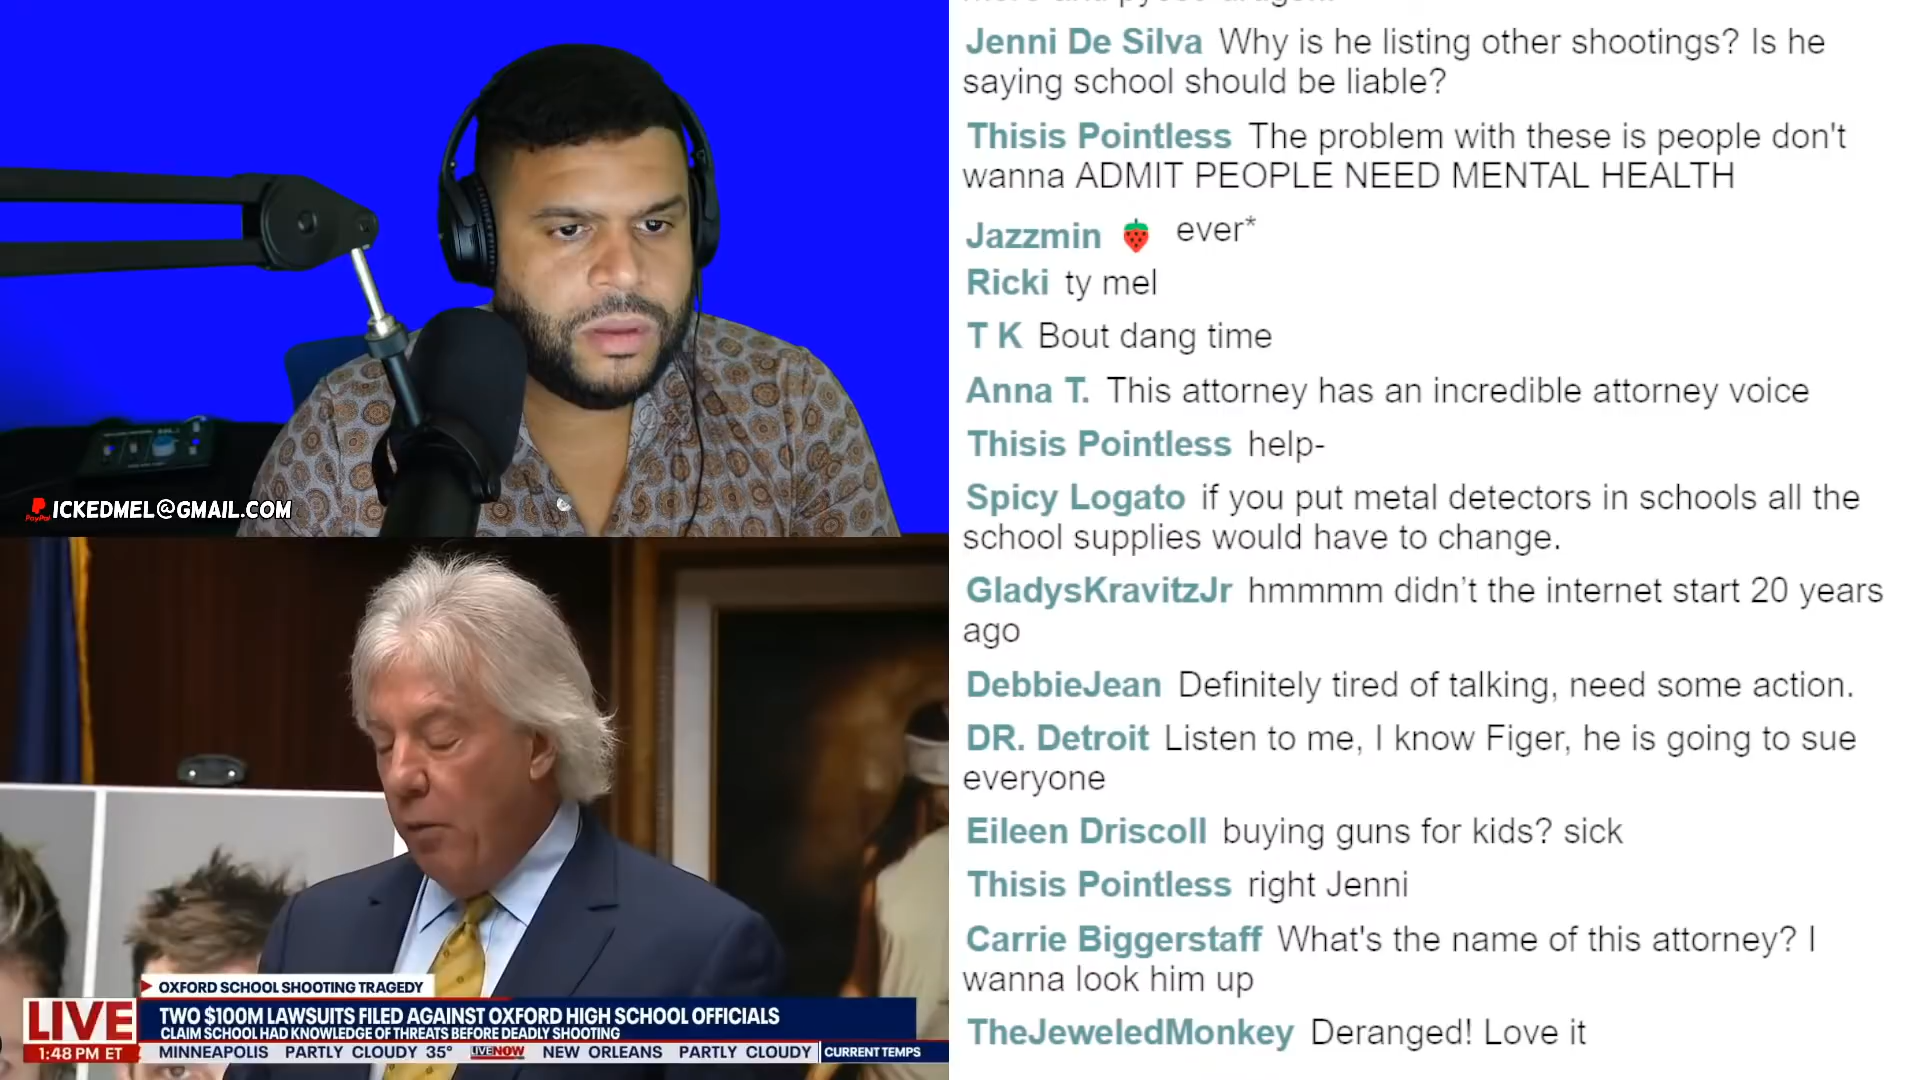 Jenni De Silva Why is he listing other shootings? Is he
saying school should be liable?
Thisis Pointless The problem with these is people don't
wanna ADMIT PEOPLE NEED MENTAL HEALTH
Jazzmin 🍓 ever*
Ricki ty mel
T K Bout dang time
Anna T. This attorney has an incredible attorney voice
Thisis Pointless help-
Spicy Logato if you put metal detectors in schools all the
school supplies would have to change.
GladysKravitzJr hmmmm didn’t the internet start 20 years
ago
DebbieJean Definitely tired of talking, need some action.
DR. Detroit Listen to me, I know Figer, he is going to sue
everyone
Eileen Driscoll buying guns for kids? sick
Thisis Pointless right Jenni
Carrie Biggerstaff What's the name of this attorney? I
wanna look him up
TheJeweledMonkey Deranged! Love it
PayPal ICKEDMEL@GMAIL.COM
OXFORD SCHOOL SHOOTING TRAGEDY
LIVE
TWO $100M LAWSUITS FILED AGAINST OXFORD HIGH SCHOOL OFFICIALS
CLAIM SCHOOL HAD KNOWLEDGE OF THREATS BEFORE DEADLY SHOOTING
1:48 PM ET MINNEAPOLIS PARTLY CLOUDY 35° LIVENOW NEW ORLEANS PARTLY CLOUDY CURRENT TEMPS